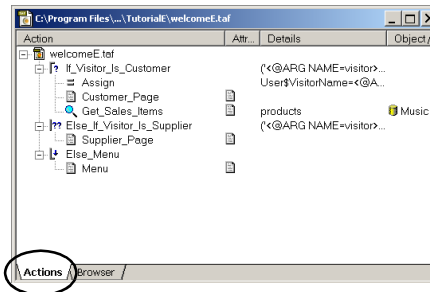 C:\Program Files\...\TutorialE\welcomeE.taf
Action Attr... Details Object/
welcomeE.taf
If_Visitor_Is_Customer ('<@ARG NAME=visitor>...
Assign User$VisitorName=<@A...
Customer_Page
Get_Sales_Items products Music
Else_If_Visitor_Is_Supplier ('<@ARG NAME=visitor>...
Supplier_Page
Else_Menu
Menu
Actions Browser